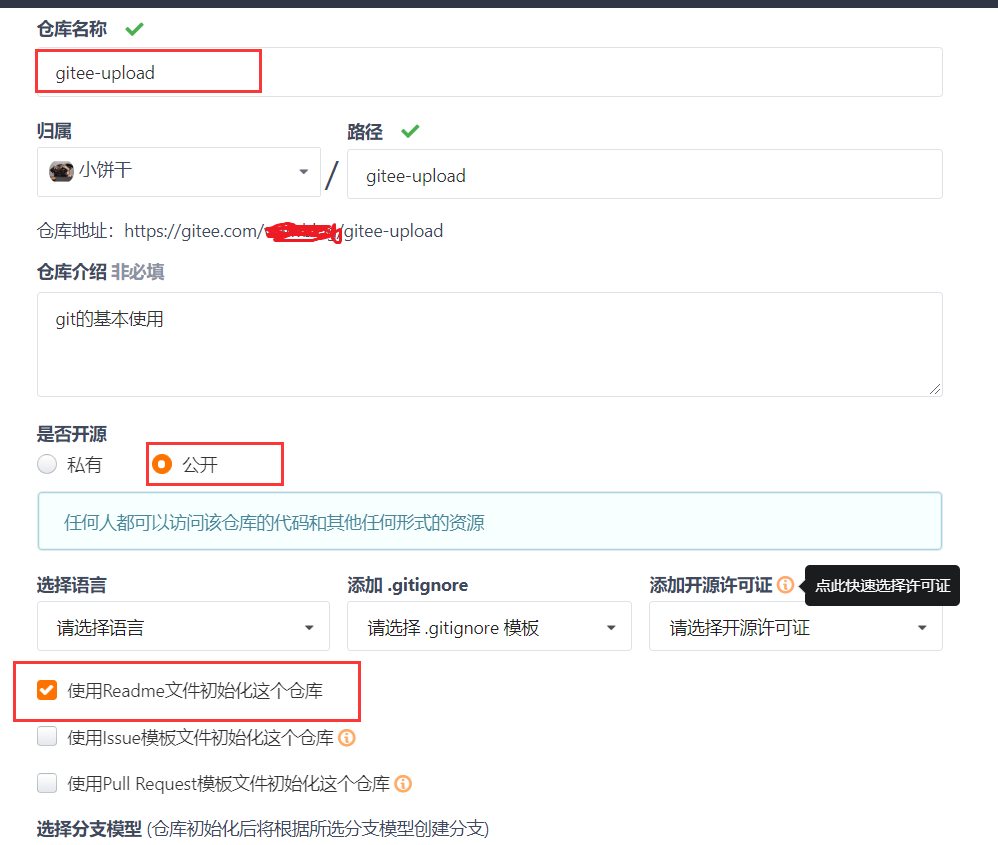 仓库名称
gitee-upload
归属
路径
小饼干
/
gitee-upload
仓库地址：https://gitee.com/ /gitee-upload
仓库介绍 非必填
git的基本使用
是否开源
私有
公开
任何人都可以访问该仓库的代码和其他任何形式的资源
选择语言
添加 .gitignore
添加开源许可证
点此快速选择许可证
请选择语言
请选择 .gitignore 模板
请选择开源许可证
使用Readme文件初始化这个仓库
使用Issue模板文件初始化这个仓库
使用Pull Request模板文件初始化这个仓库
选择分支模型 (仓库初始化后将根据所选分支模型创建分支)